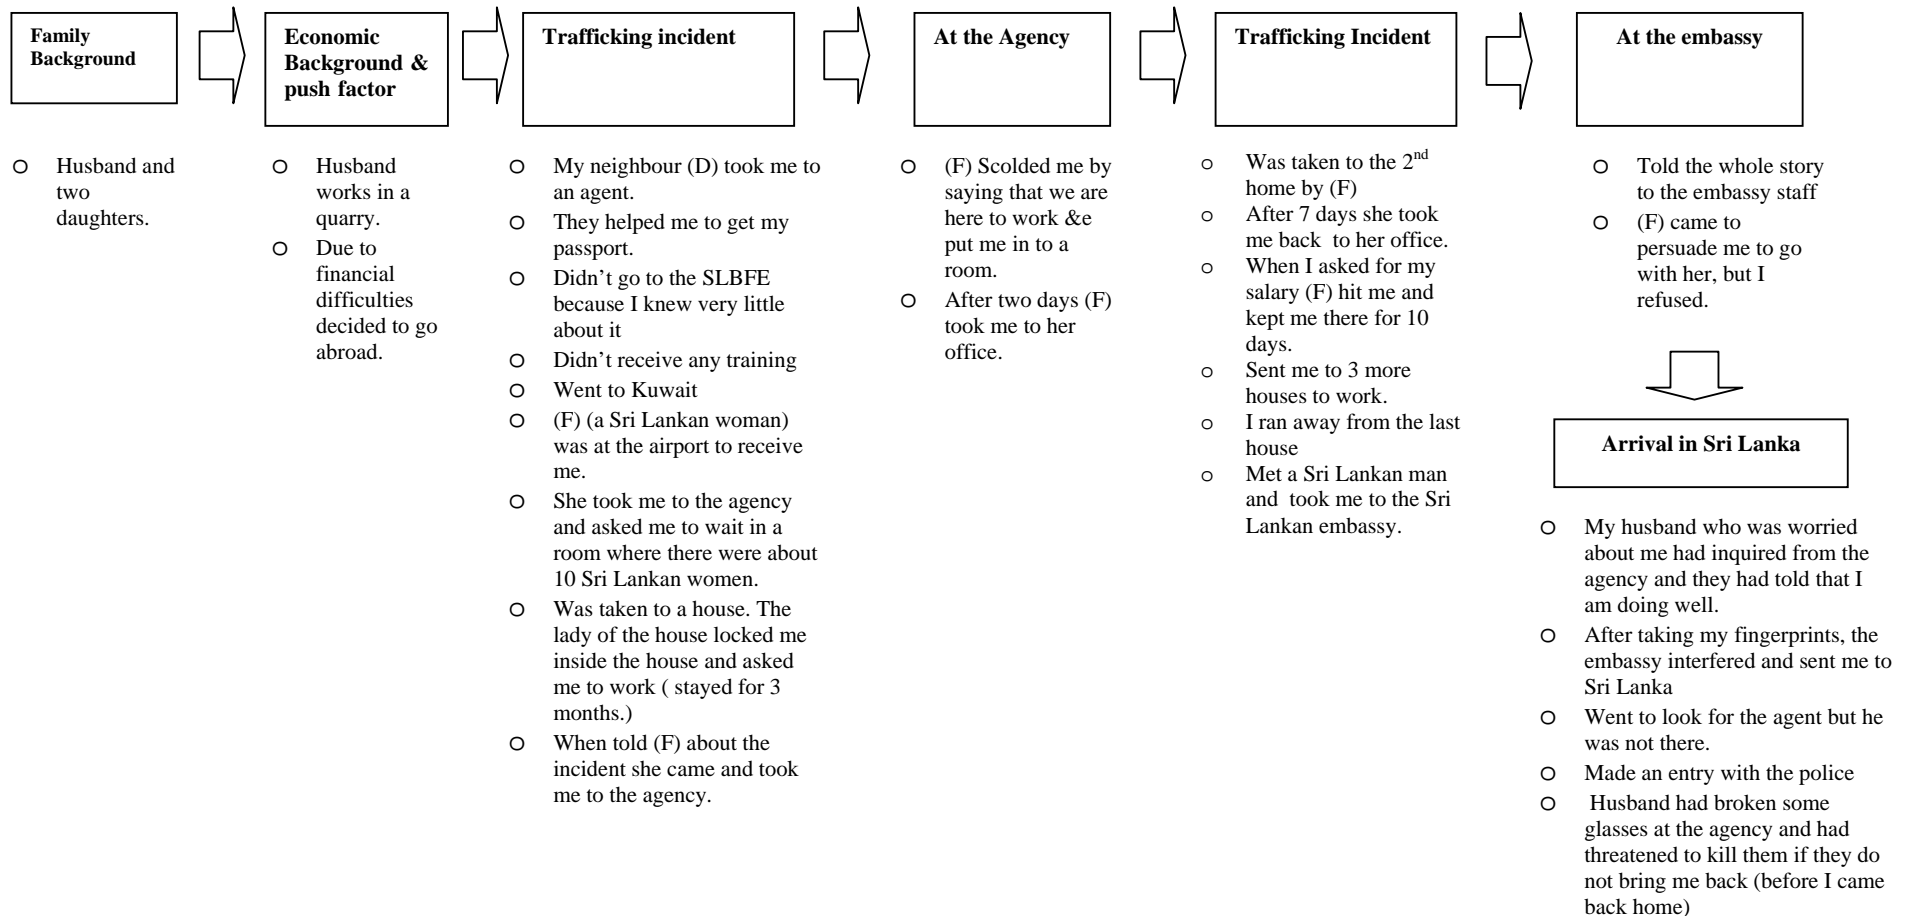 Family
Background
Husband and
two
daughters.
Economic
Background &
push factor
Husband
works in a
quarry.
Due to
financial
difficulties
decided to go
abroad.
Trafficking incident
My neighbour (D) took me to
an agent.
They helped me to get my
passport.
Didn’t go to the SLBFE
because I knew very little
about it
Didn’t receive any training
Went to Kuwait
(F) (a Sri Lankan woman)
was at the airport to receive
me.
She took me to the agency
and asked me to wait in a
room where there were about
10 Sri Lankan women.
Was taken to a house. The
lady of the house locked me
inside the house and asked
me to work ( stayed for 3
months.)
When told (F) about the
incident she came and took
me to the agency.
At the Agency
(F) Scolded me by
saying that we are
here to work &e
put me in to a
room.
After two days (F)
took me to her
office.
Trafficking Incident
Was taken to the 2nd
home by (F)
After 7 days she took
me back to her office.
When I asked for my
salary (F) hit me and
kept me there for 10
days.
Sent me to 3 more
houses to work.
I ran away from the last
house
Met a Sri Lankan man
and took me to the Sri
Lankan embassy.
At the embassy
Told the whole story
to the embassy staff
(F) came to
persuade me to go
with her, but I
refused.
Arrival in Sri Lanka
My husband who was worried
about me had inquired from the
agency and they had told that I
am doing well.
After taking my fingerprints, the
embassy interfered and sent me to
Sri Lanka
Went to look for the agent but he
was not there.
Made an entry with the police
Husband had broken some
glasses at the agency and had
threatened to kill them if they do
not bring me back (before I came
back home)